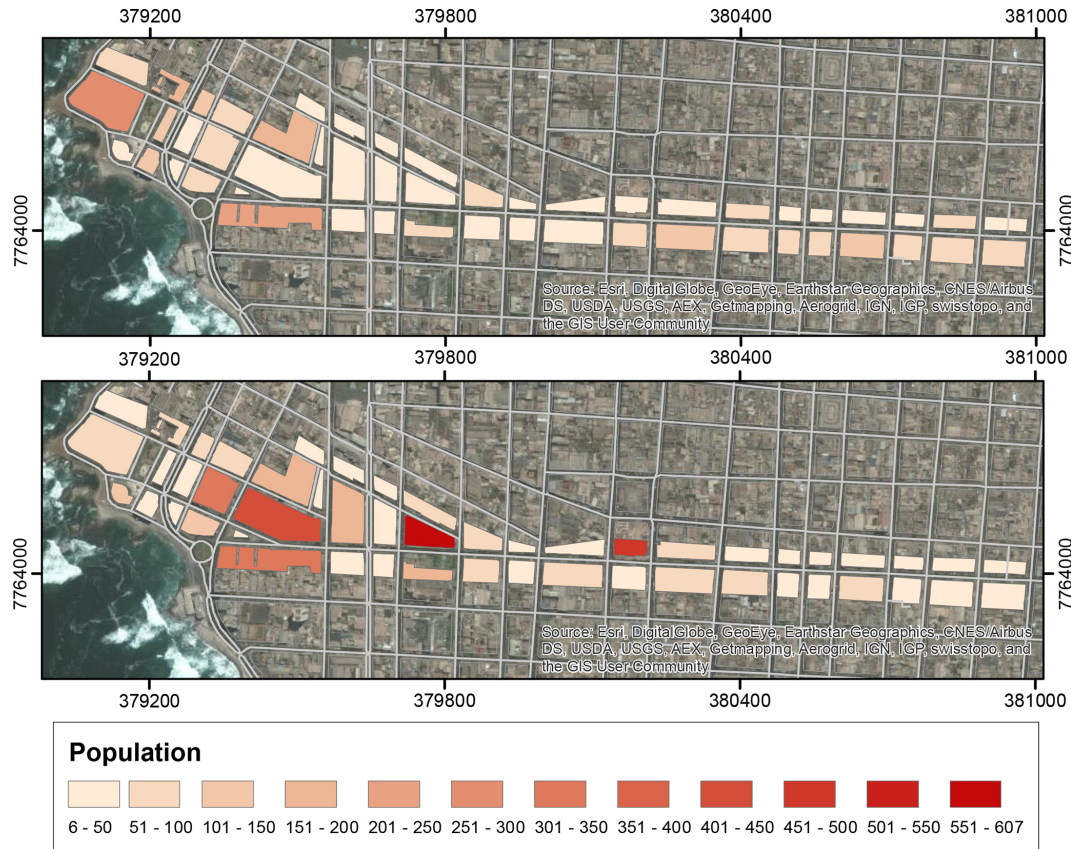 379200 379800 380400 381000
7764000 7764000
Source: Esri, DigitalGlobe, GeoEye, Earthstar Geographics, CNES/Airbus
DS, USDA, USGS, AEX, Getmapping, Aerogrid, IGN, IGP, swisstopo, and
the GIS User Community
379200 379800 380400 381000
7764000 7764000
Source: Esri, DigitalGlobe, GeoEye, Earthstar Geographics, CNES/Airbus
DS, USDA, USGS, AEX, Getmapping, Aerogrid, IGN, IGP, swisstopo, and
the GIS User Community
379200 379800 380400 381000
Population
6 - 50 51 - 100 101 - 150 151 - 200 201 - 250 251 - 300 301 - 350 351 - 400 401 - 450 451 - 500 501 - 550 551 - 607